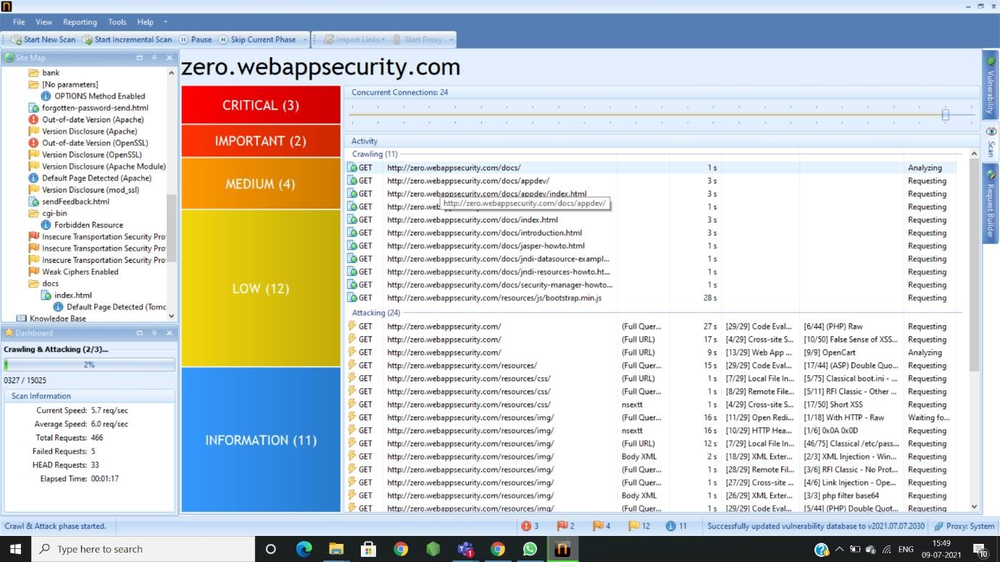 File View Reporting Tools Help
Start New Scan Start Incremental Scan Pause Skip Current Phase Import Links Start Proxy
Site Map
bank
[No parameters]
OPTIONS Method Enabled
forgotten-password-send.html
Out-of-date Version (Apache)
Version Disclosure (Apache)
Out-of-date Version (OpenSSL)
Version Disclosure (OpenSSL)
Version Disclosure (Apache Module)
Default Page Detected (Apache)
Version Disclosure (mod_ssl)
sendFeedback.html
cgi-bin
Forbidden Resource
Insecure Transportation Security Pro
Insecure Transportation Security Pro
Insecure Transportation Security Pro
Weak Ciphers Enabled
docs
index.html
Default Page Detected (Tomc
Knowledge Base
Dashboard
Crawling & Attacking (2/3)...
2%
0327 / 15025
Scan Information
Current Speed: 5.7 req/sec
Average Speed: 6.0 req/sec
Total Requests: 466
Failed Requests: 5
HEAD Requests: 33
Elapsed Time: 00:01:17
zero.webappsecurity.com
CRITICAL (3)
IMPORTANT (2)
MEDIUM (4)
LOW (12)
INFORMATION (11)
Concurrent Connections: 24
Activity
Crawling (11)
GET http://zero.webappsecurity.com/docs/ 1 s Analyzing
GET http://zero.webappsecurity.com/docs/appdev/ 3 s Requesting
GET http://zero.webappsecurity.com/docs/appdev/index.html 3 s Requesting
http://zero.webappsecurity.com/docs/appdev/
GET 1 s Requesting
GET http://zero.webappsecurity.com/docs/index.html 3 s Requesting
GET http://zero.webappsecurity.com/docs/introduction.html 3 s Requesting
GET http://zero.webappsecurity.com/docs/jasper-howto.html 1 s Requesting
GET http://zero.webappsecurity.com/docs/jndi-datasource-exampl... 1 s Requesting
GET http://zero.webappsecurity.com/docs/jndi-resources-howto.ht... 1 s Requesting
GET http://zero.webappsecurity.com/docs/security-manager-howto... 1 s Requesting
GET http://zero.webappsecurity.com/resources/js/bootstrap.min.js 28 s Requesting
Attacking (24)
GET http://zero.webappsecurity.com/ (Full Quer... 27 s [29/29] Code Eval... [6/44] (PHP) Raw Requesting
GET http://zero.webappsecurity.com/ (Full URL) 17 s [4/29] Cross-site S... [10/50] False Sense of XSS... Requesting
GET http://zero.webappsecurity.com/ (Full URL) 9 s [13/29] Web App ... [9/9] OpenCart Analyzing
GET http://zero.webappsecurity.com/resources/ (Full Quer... 15 s [29/29] Code Eval... [17/44] (ASP) Double Quo... Requesting
GET http://zero.webappsecurity.com/resources/css/ (Full URL) 1 s [7/29] Local File In... [5/75] Classical boot.ini - ... Requesting
GET http://zero.webappsecurity.com/resources/css/ (Full Quer... 1 s [8/29] Remote File... [5/11] RFI Classic - Other ... Requesting
GET http://zero.webappsecurity.com/resources/css/ nsextt 1 s [4/29] Cross-site S... [17/50] Short XSS Requesting
GET http://zero.webappsecurity.com/resources/img/ (Full Quer... 16 s [11/29] Open Redi... [1/18] With HTTP - Raw Waiting fo...
GET http://zero.webappsecurity.com/resources/img/ nsextt 16 s [10/29] HTTP Hea... [1/6] 0x0A 0x0D Requesting
GET http://zero.webappsecurity.com/resources/img/ (Full URL) 12 s [7/29] Local File In... [46/75] Classical /etc/pass... Requesting
GET http://zero.webappsecurity.com/resources/img/ Body XML 2 s [18/29] XML Exter... [2/3] XML Injection - Win... Requesting
GET http://zero.webappsecurity.com/resources/img/ (Full Quer... 1 s [28/29] Remote Fil... [3/6] RFI Classic - No Prot... Requesting
GET http://zero.webappsecurity.com/resources/img/ (Full Quer... 1 s [27/29] Cross-site ... [4/6] Link Injection - Ope... Requesting
GET http://zero.webappsecurity.com/resources/img/ Body XML 1 s [26/29] XML Exter... [3/3] php filter base64 Requesting
GET http://zero.webappsecurity.com/resources/img/ (Full Quer... 1 s [29/29] Code Eval... [5/44] (PHP) Double Quot... Requesting
Vulnerability
Scan
Request Builder
Crawl & Attack phase started. 3 2 4 12 11 Successfully updated vulnerability database to v2021.07.07.2030 Proxy: System
Type here to search
ENG
15:49
09-07-2021
10